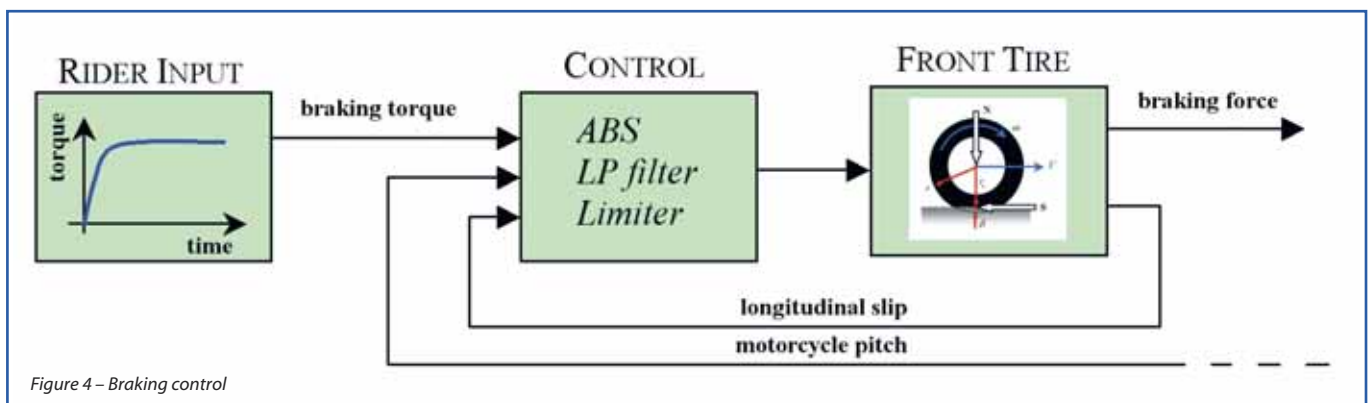 RIDER INPUT
torque
time
braking torque
CONTROL
ABS
LP filter
Limiter
FRONT TIRE
N
V
S
braking force
longitudinal slip
motorcycle pitch
Figure 4 – Braking control